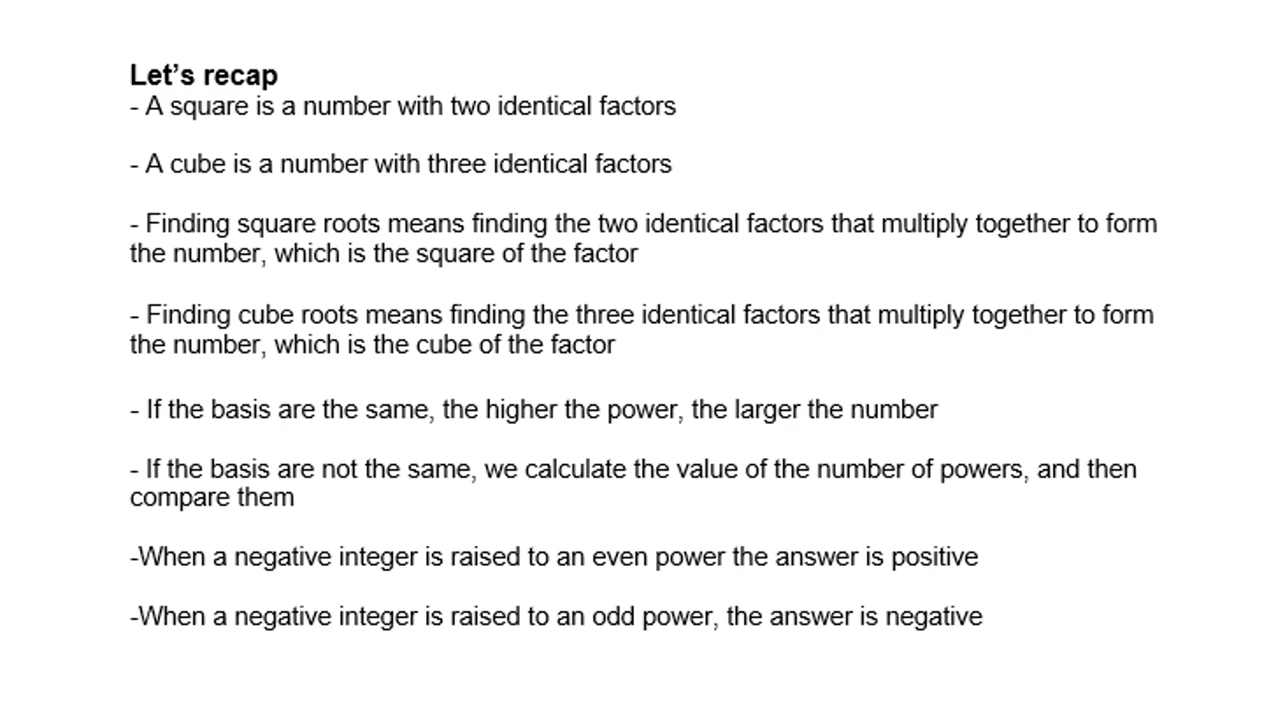 Let's recap
- A square is a number with two identical factors
- A cube is a number with three identical factors
- Finding square roots means finding the two identical factors that multiply together to form
the number, which is the square of the factor
- Finding cube roots means finding the three identical factors that multiply together to form
the number, which is the cube of the factor
- If the basis are the same, the higher the power, the larger the number
- If the basis are not the same, we calculate the value of the number of powers, and then
compare them
-When a negative integer is raised to an even power the answer is positive
-When a negative integer is raised to an odd power, the answer is negative